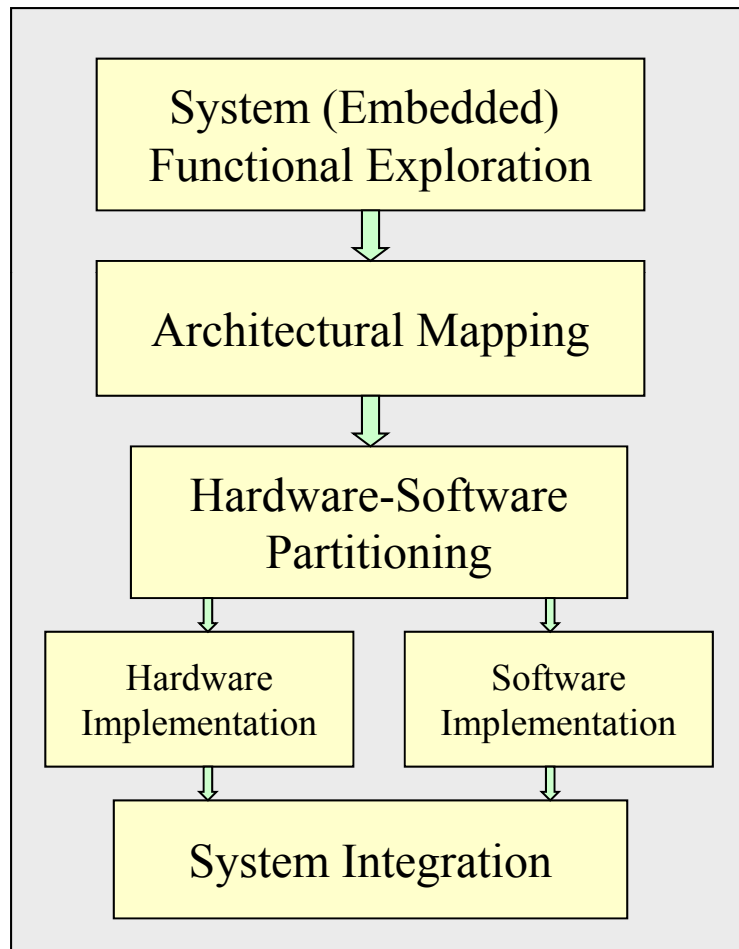 System (Embedded)
Functional Exploration
Architectural Mapping
Hardware-Software
Partitioning
Hardware
Implementation
Software
Implementation
System Integration